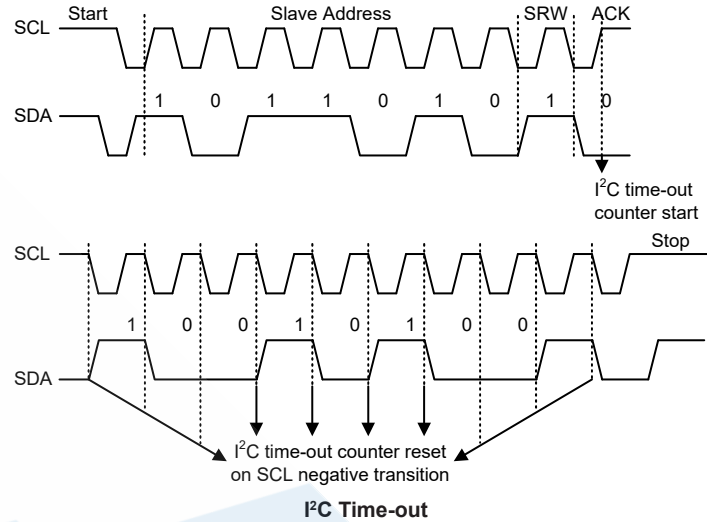 Start Slave Address SRW ACK
SCL
1 0 1 1 0 1 0 1 0
SDA
I²C time-out
counter start
Stop
SCL
1 0 0 1 0 1 0 0
SDA
I²C time-out counter reset
on SCL negative transition
I²C Time-out